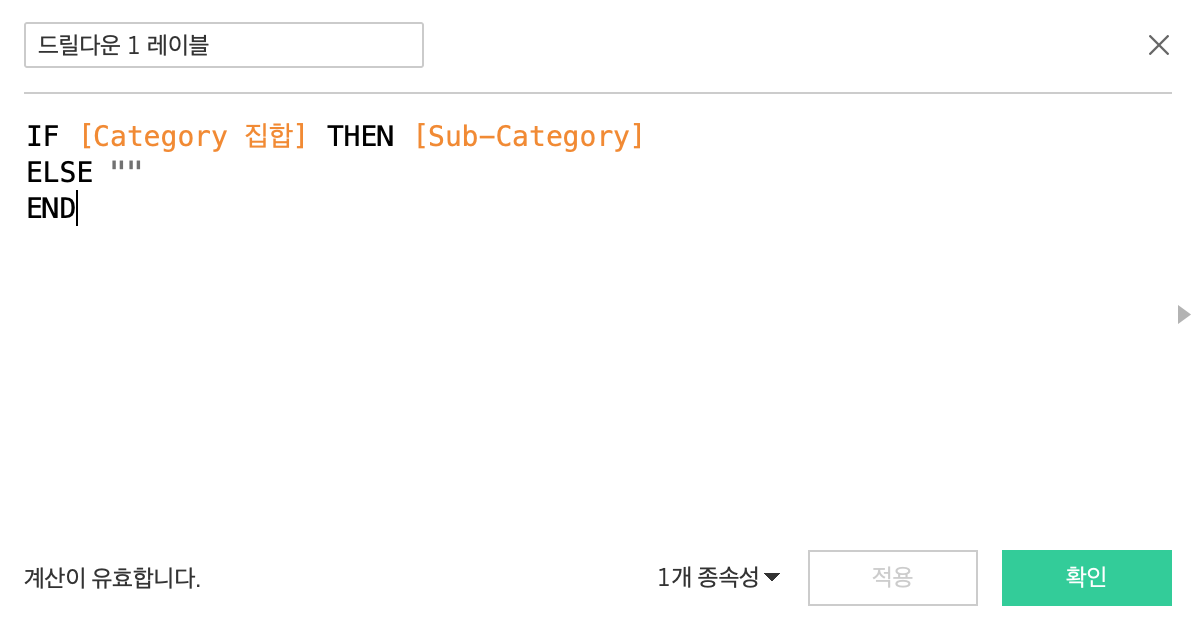 드릴다운 1 레이블
IF [Category 집합] THEN [Sub-Category]
ELSE ""
END
계산이 유효합니다.
1개 종속성
적용
확인